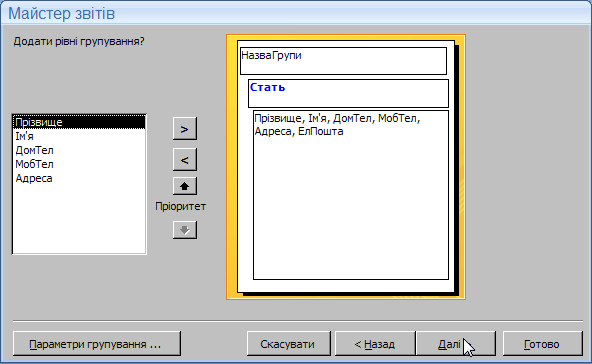 Майстер звітів
Додати рівні групування?
НазваГрупи
Стать
Прізвище, Ім'я, ДомТел, МобТел,
Адреса, ЕлПошта
Прізвище
Ім'я
ДомТел
МобТел
Адреса
>
<
Пріоритет
Параметри групування ...
Скасувати
< Назад
Далі
Готово